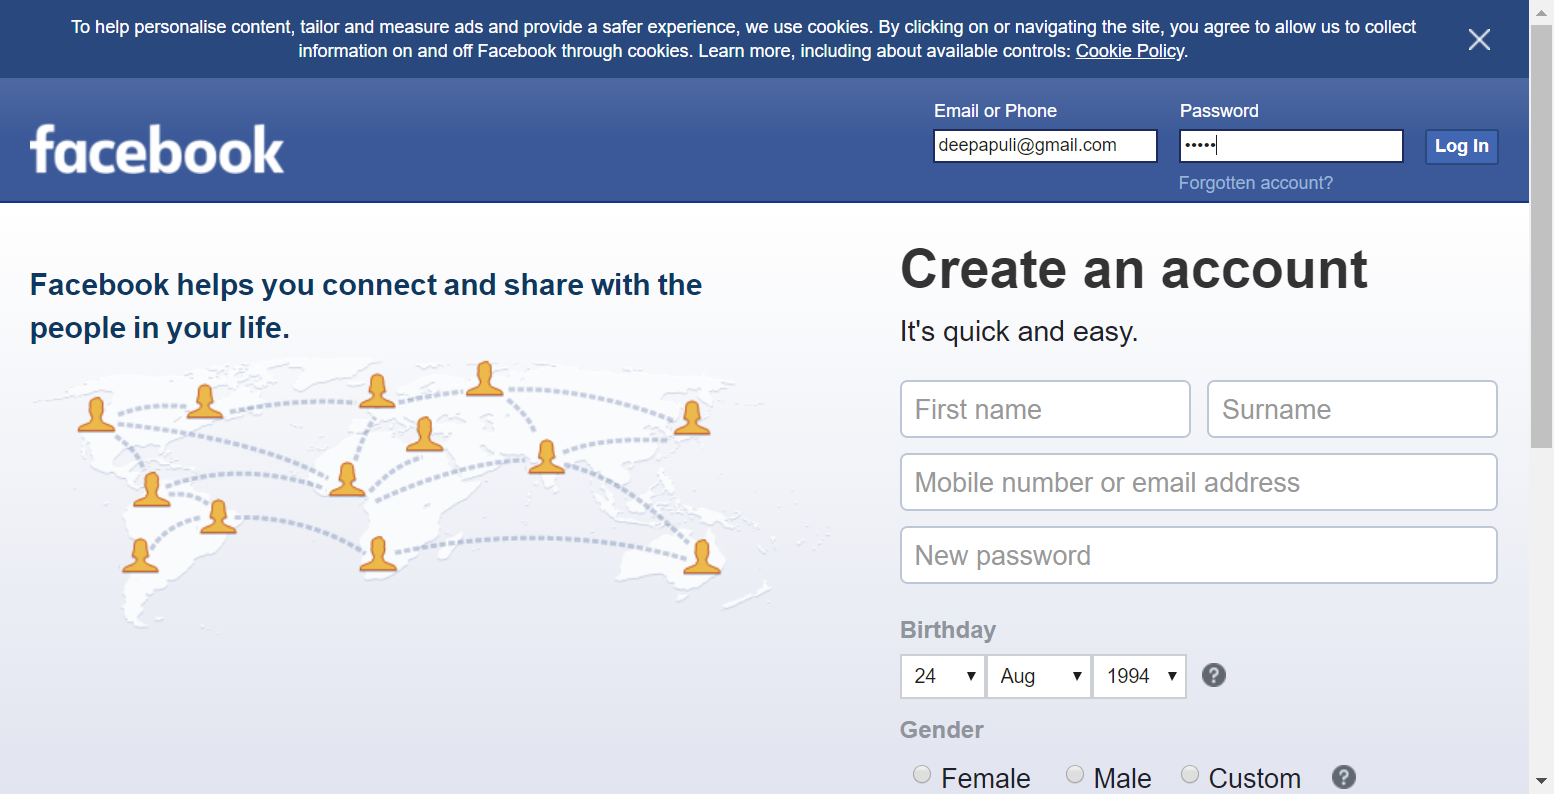 To help personalise content, tailor and measure ads and provide a safer experience, we use cookies. By clicking on or navigating the site, you agree to allow us to collect
information on and off Facebook through cookies. Learn more, including about available controls: Cookie Policy.
facebook
Email or Phone
Password
deepapuli@gmail.com
•••••
Log In
Forgotten account?
Facebook helps you connect and share with the
people in your life.
Create an account
It's quick and easy.
First name
Surname
Mobile number or email address
New password
Birthday
24
Aug
1994
?
Gender
Female
Male
Custom
?